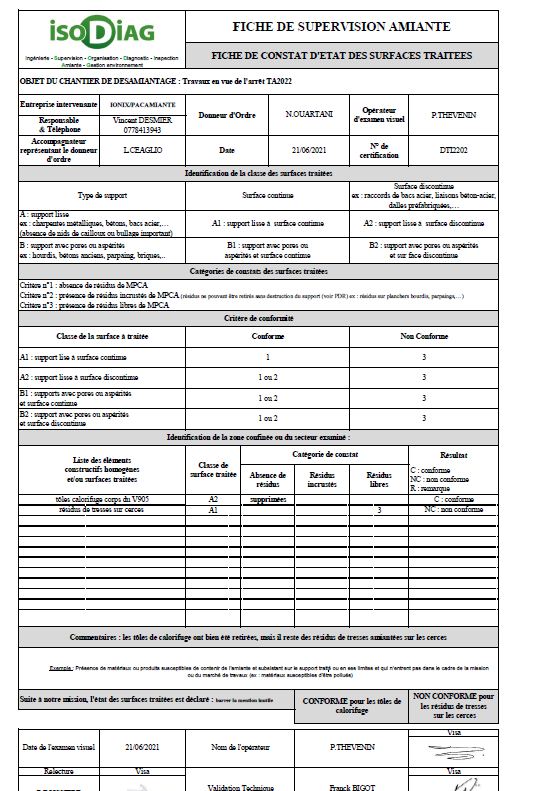 isoDIAG
Ingénierie - Supervision - Organisation - Diagnostic - Inspection
Amiante - Gestion environnement
FICHE DE SUPERVISION AMIANTE
FICHE DE CONSTAT D'ETAT DES SURFACES TRAITEES
OBJET DU CHANTIER DE DESAMIANTAGE : Travaux en vue de l'arrêt TA2022
Entreprise intervenante
IONIX/PACAMIANTE
Donneur d'Ordre
N.OUARTANI
Opérateur
d'examen visuel
P.THEVENIN
Responsable
& Téléphone
Vincent DESMIER
0778413943
Accompagnateur
représentant le donneur
d'ordre
L.CEAGLIO
Date
21/06/2021
N° de
certification
DTI2202
Identification de la classe des surfaces traitées
Type de support
Surface continue
Surface discontinue
ex : raccords de bacs acier, liaisons béton-acier,
dalles préfabriquées,…
A : support lisse
ex : charpentes métalliques, bétons, bacs acier,…
(absence de nids de cailloux ou bullage important)
A1 : support lisse à surface continue
A2 : support lisse à surface discontinue
B : support avec pores ou aspérités
ex : hourdis, bétons anciens, parpaing, briques,..
B1 : support avec pores ou
aspérités et surface continue
B2 : support avec pores ou aspérités
et sur face discontinue
Catégories de constats des surfaces traitées
Critère n°1 : absence de résidus de MPCA
Critère n°2 : présence de résidus incrustés de MPCA (résidus ne pouvant être retirés sans destruction du support (voir PDR) ex : résidus sur planchers hourdis, parpaings,…)
Critère n°3 : présence de résidus libres de MPCA
Critère de conformité
Classe de la surface à traitée
Conforme
Non Conforme
A1 : support lise à surface continue
1
3
A2 : support lisse à surface discontinue
1 ou 2
3
B1 : supports avec pores ou aspérités
et surface continue
1 ou 2
3
B2 : support avec pores ou aspérités
et surface discontinue
1 ou 2
3
Identification de la zone confinée ou du secteur examiné :
Liste des éléments
constructifs homogènes
et/ou surfaces traitées
Classe de
surface traitée
Catégorie de constat
Absence de
résidus
Résidus
incrustés
Résidus
libres
Résultat
C : conforme
NC : non conforme
R : remarque
tôles calorifuge corps du V905
A2
supprimées
C : conforme
résidus de tresses sur cerces
A1
3
NC : non conforme
Commentaires : les tôles de calorifuge ont bien été retirées, mais il reste des résidus de tresses amiantées sur les cerces
Exemple : Présence de matériaux ou produits susceptibles de contenir de l'amiante et subsistant sur le support traité ou en ses limites et qui n'entrent pas dans le cadre de la mission
ou du marché de travaux (ex : matériaux susceptibles d'être pollués)
Suite à notre mission, l'état des surfaces traitées est déclaré : barrer la mention inutile
CONFORME pour les tôles de
calorifuge
NON CONFORME pour
les résidus de tresses
sur les cerces
Date de l'examen visuel
21/06/2021
Nom de l'opérateur
P.THEVENIN
Visa
Relecture
Visa
Validation Technique
Franck BIGOT
Visa